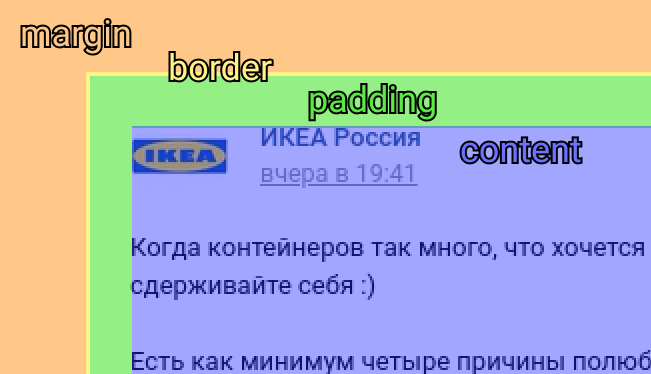 margin
border
padding
ИКЕА Россия
content
IKEA
вчера в 19:41
Когда контейнеров так много, что хочется
сдерживайте себя :)
Есть как минимум четыре причины полюб